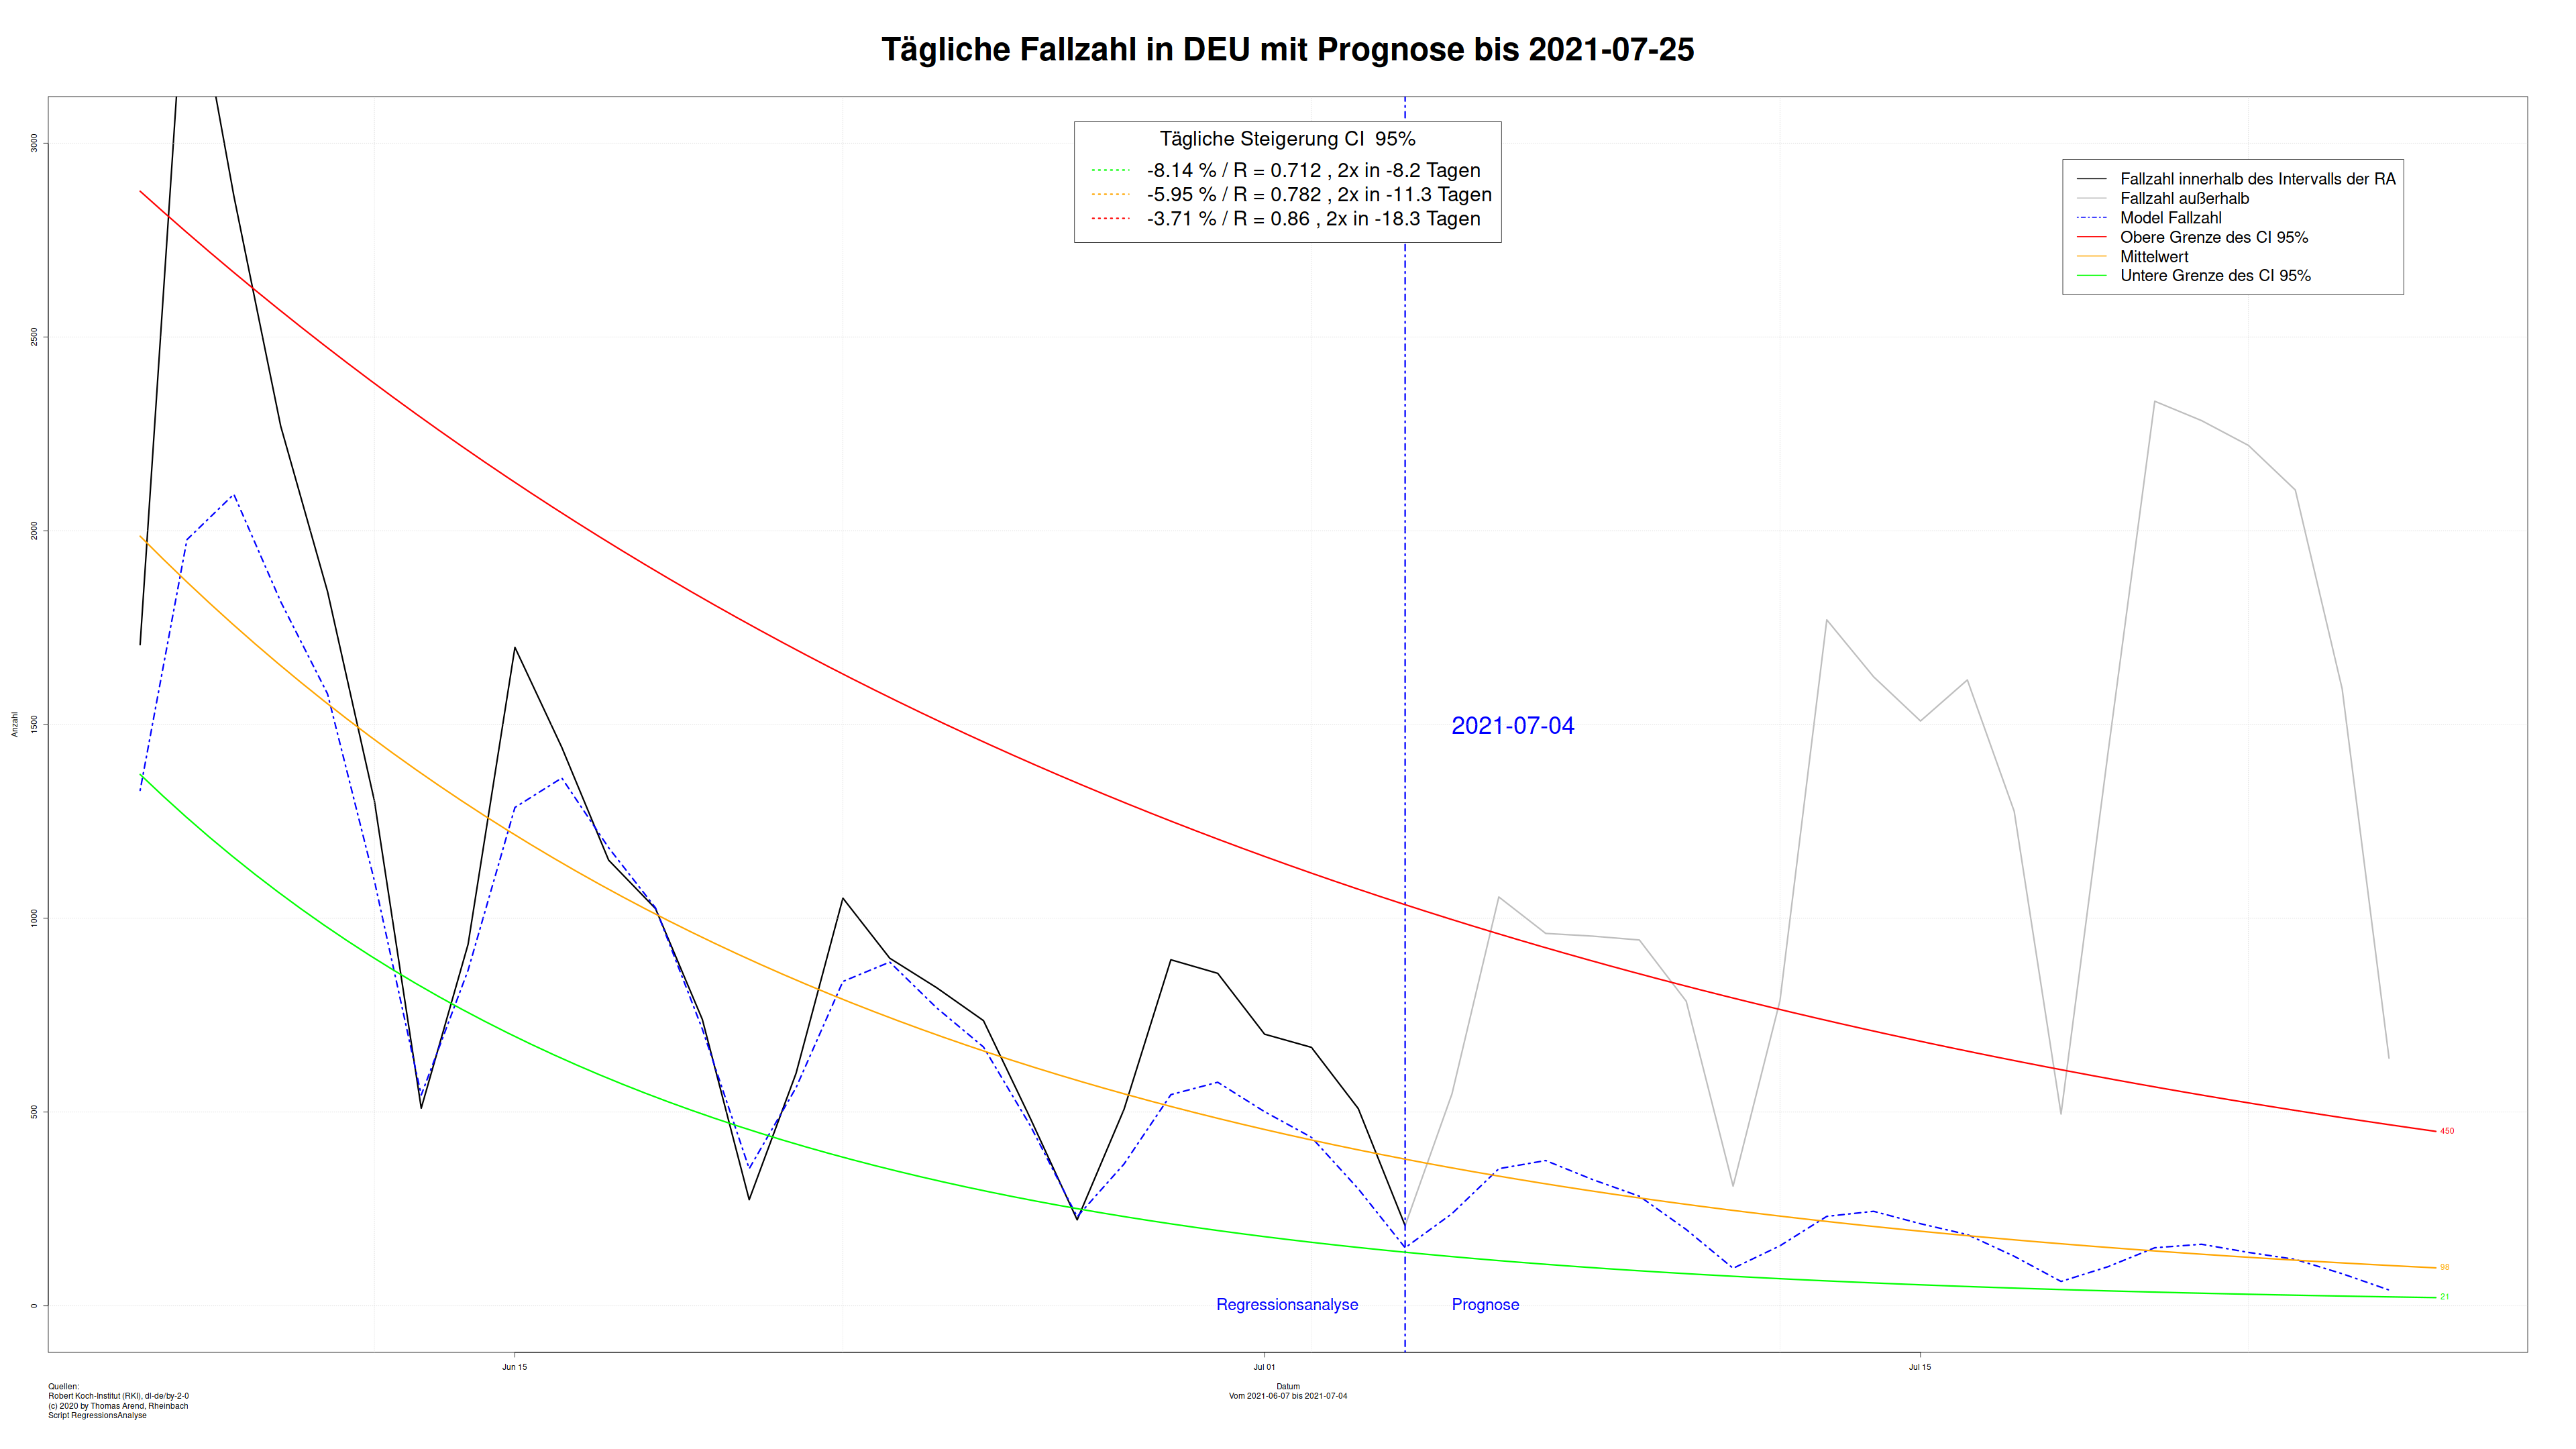 Tägliche Fallzahl in DEU mit Prognose bis 2021-07-25
Tägliche Steigerung CI  95%
-8.14 % / R = 0.712 , 2x in -8.2 Tagen
-5.95 % / R = 0.782 , 2x in -11.3 Tagen
-3.71 % / R = 0.86 , 2x in -18.3 Tagen
Fallzahl innerhalb des Intervalls der RA
Fallzahl außerhalb
Model Fallzahl
Obere Grenze des CI 95%
Mittelwert
Untere Grenze des CI 95%
3000
2500
2000
1500
1000
500
0
Anzahl
2021-07-04
450
98
21
Regressionsanalyse
Prognose
Jun 15
Jul 01
Jul 15
Datum
Vom 2021-06-07 bis 2021-07-04
Quellen:
Robert Koch-Institut (RKI), dl-de/by-2-0
(c) 2020 by Thomas Arend, Rheinbach
Script RegressionsAnalyse